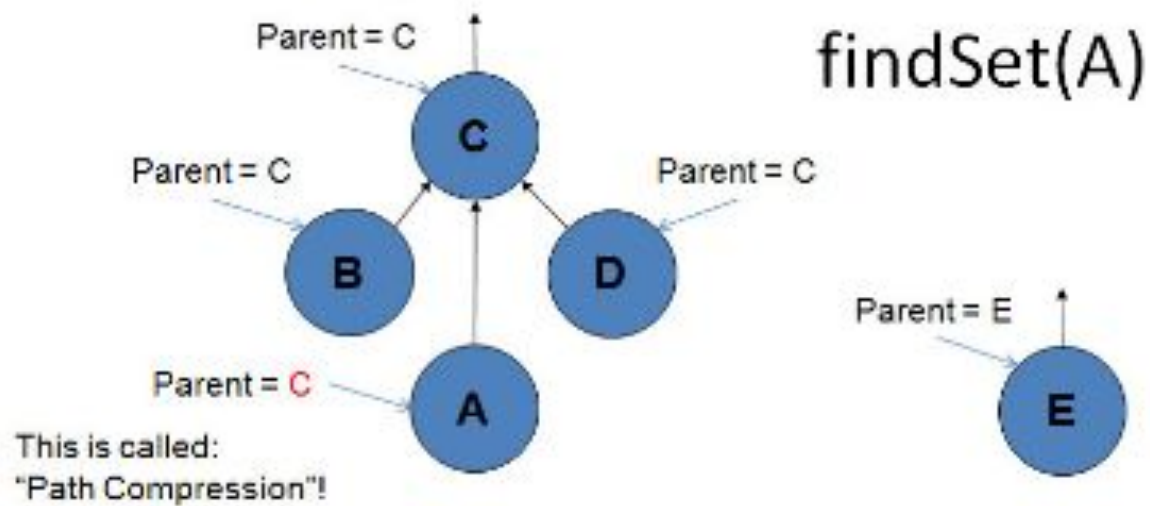 Parent = C
findSet(A)
C
Parent = C
Parent = C
B
D
Parent = E
Parent = C
A
E
This is called:
“Path Compression”!